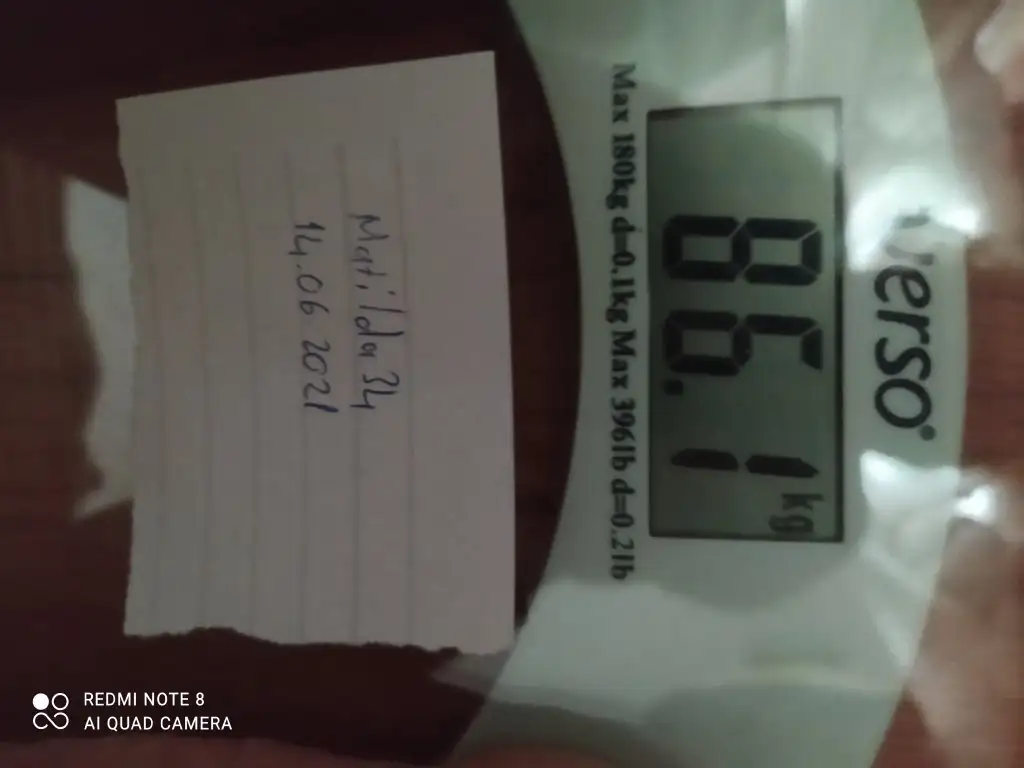 verso®
86.1 kg
Max 180kg d=0.1kg Max 396lb d=0.2lb
Matilda 34
14.06.2021
REDMI NOTE 8
AI QUAD CAMERA